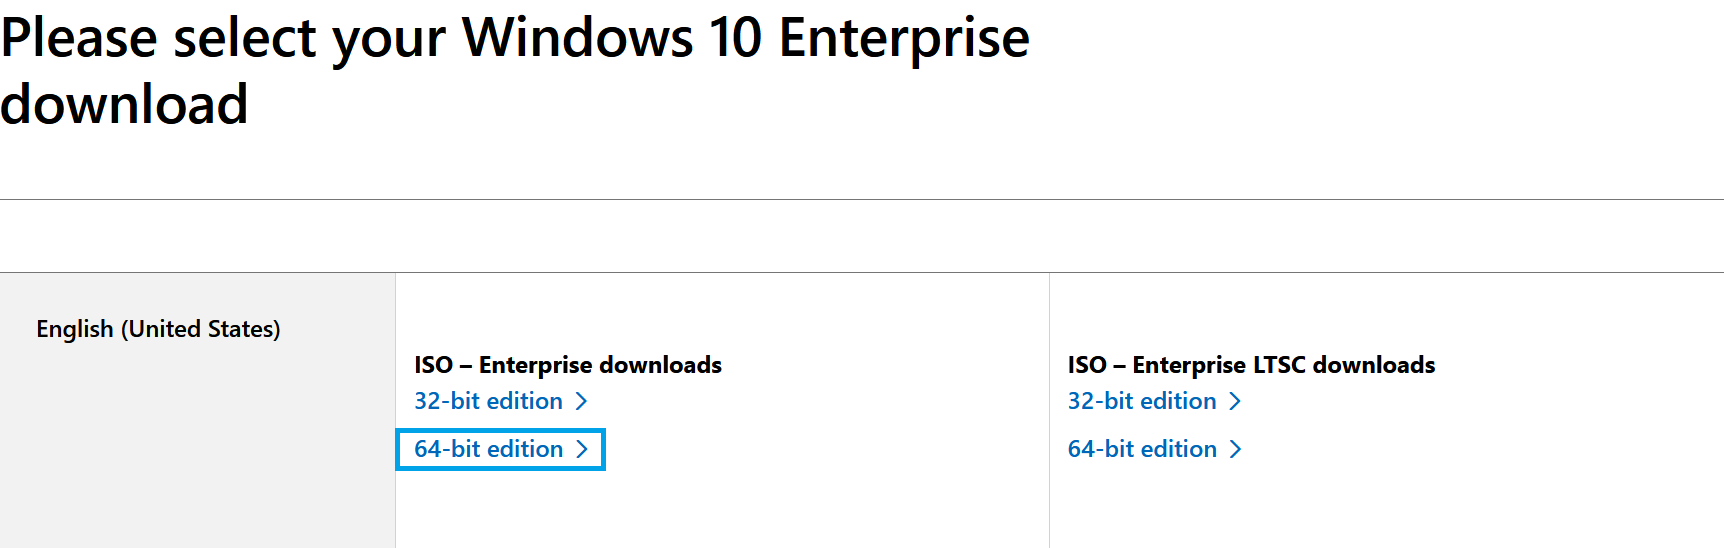 Please select your Windows 10 Enterprise
download
English (United States)
ISO – Enterprise downloads
32-bit edition
64-bit edition
ISO – Enterprise LTSC downloads
32-bit edition
64-bit edition